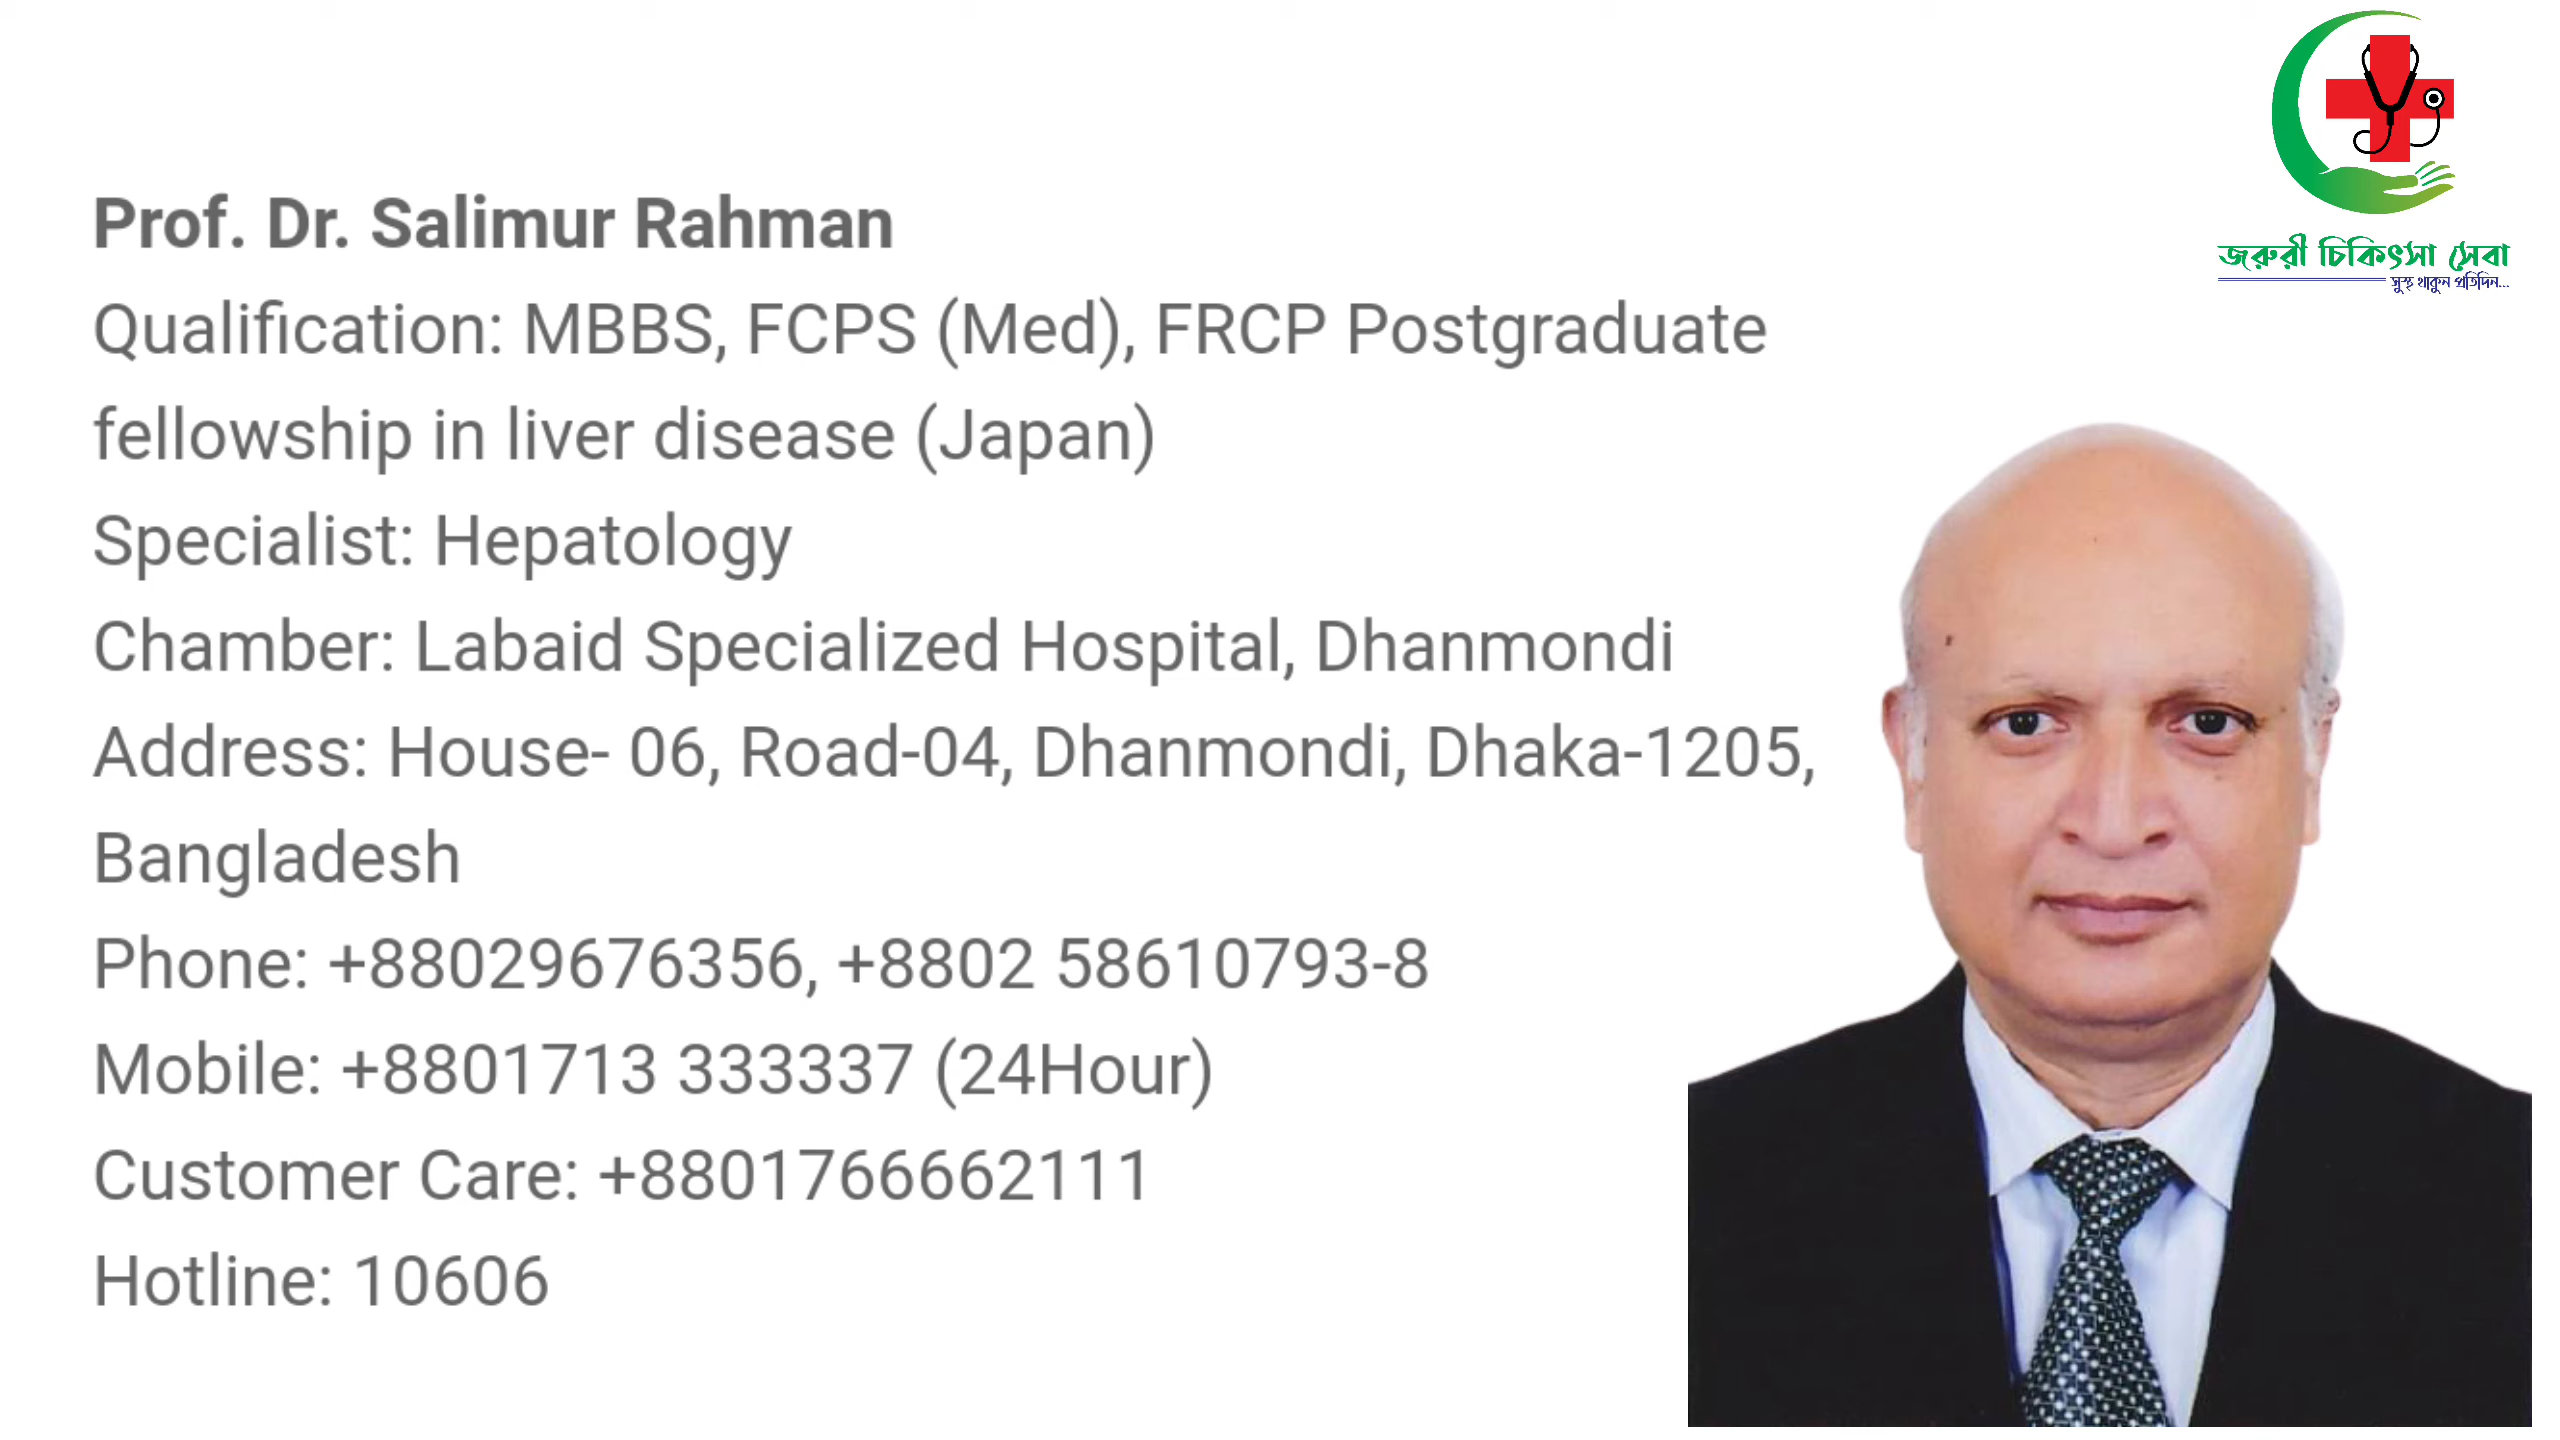 Prof. Dr. Salimur Rahman
Qualification: MBBS, FCPS (Med), FRCP Postgraduate
fellowship in liver disease (Japan)
Specialist: Hepatology
Chamber: Labaid Specialized Hospital, Dhanmondi
Address: House- 06, Road-04, Dhanmondi, Dhaka-1205,
Bangladesh
Phone: +88029676356, +8802 58610793-8
Mobile: +8801713 333337 (24Hour)
Customer Care: +8801766662111
Hotline: 10606
জরুরী চিকিৎসা সেবা
সুস্থ থাকুন প্রতিদিন...